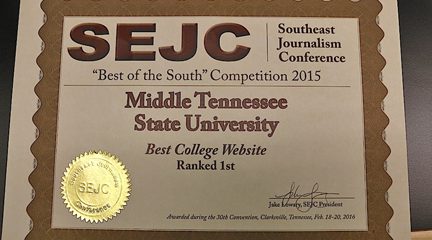 SEJC
Southeast
Journalism
Conference
"Best of the South" Competition 2015
Middle Tennessee
State University
Best College Website
Ranked 1st
SEJC
Conference
Jake Lowary, SEJC President
Awarded during the 30th Convention, Clarksville, Tennessee, Feb. 18-20, 2016